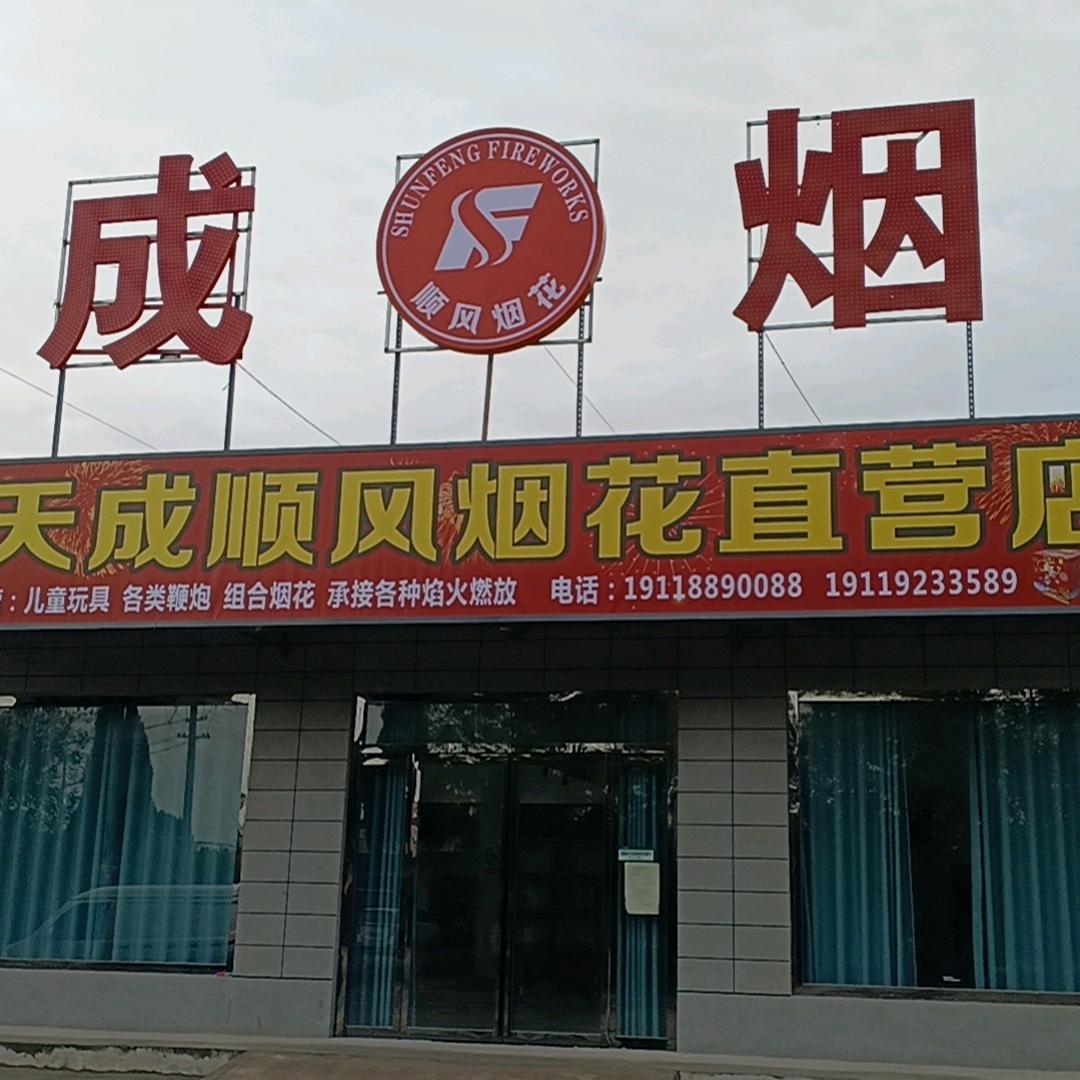 成
SHUNFENG FIREWORKS
顺风烟花
烟
天成顺风烟花直营店
：儿童玩具 各类鞭炮 组合烟花 承接各种焰火燃放 电话：19118890088 19119233589